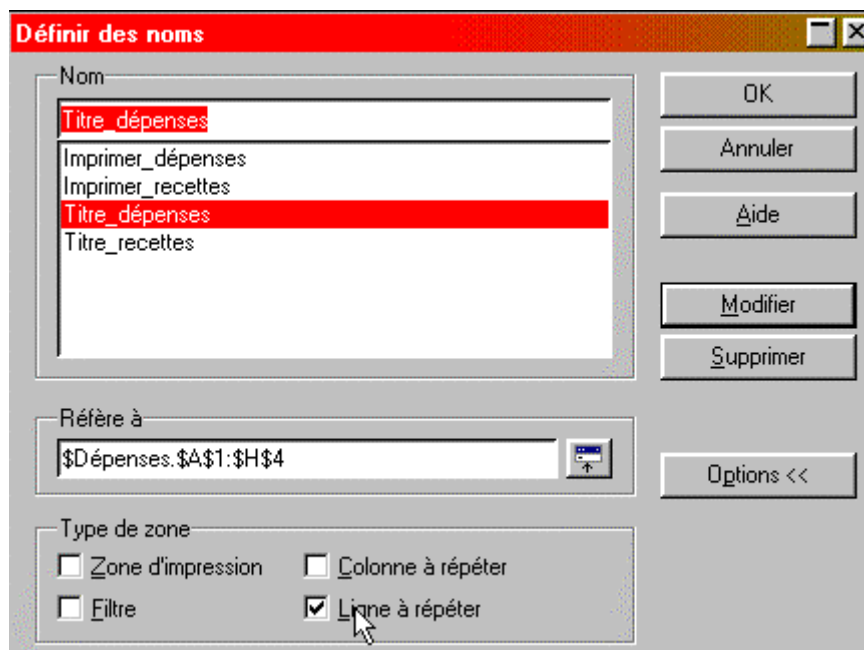 Définir des noms
Nom
Titre_dépenses
Imprimer_dépenses
Imprimer_recettes
Titre_dépenses
Titre_recettes
OK
Annuler
Aide
Modifier
Supprimer
Réfère à
$Dépenses.$A$1:$H$4
Options <<
Type de zone
Zone d'impression
Colonne à répéter
Filtre
Ligne à répéter